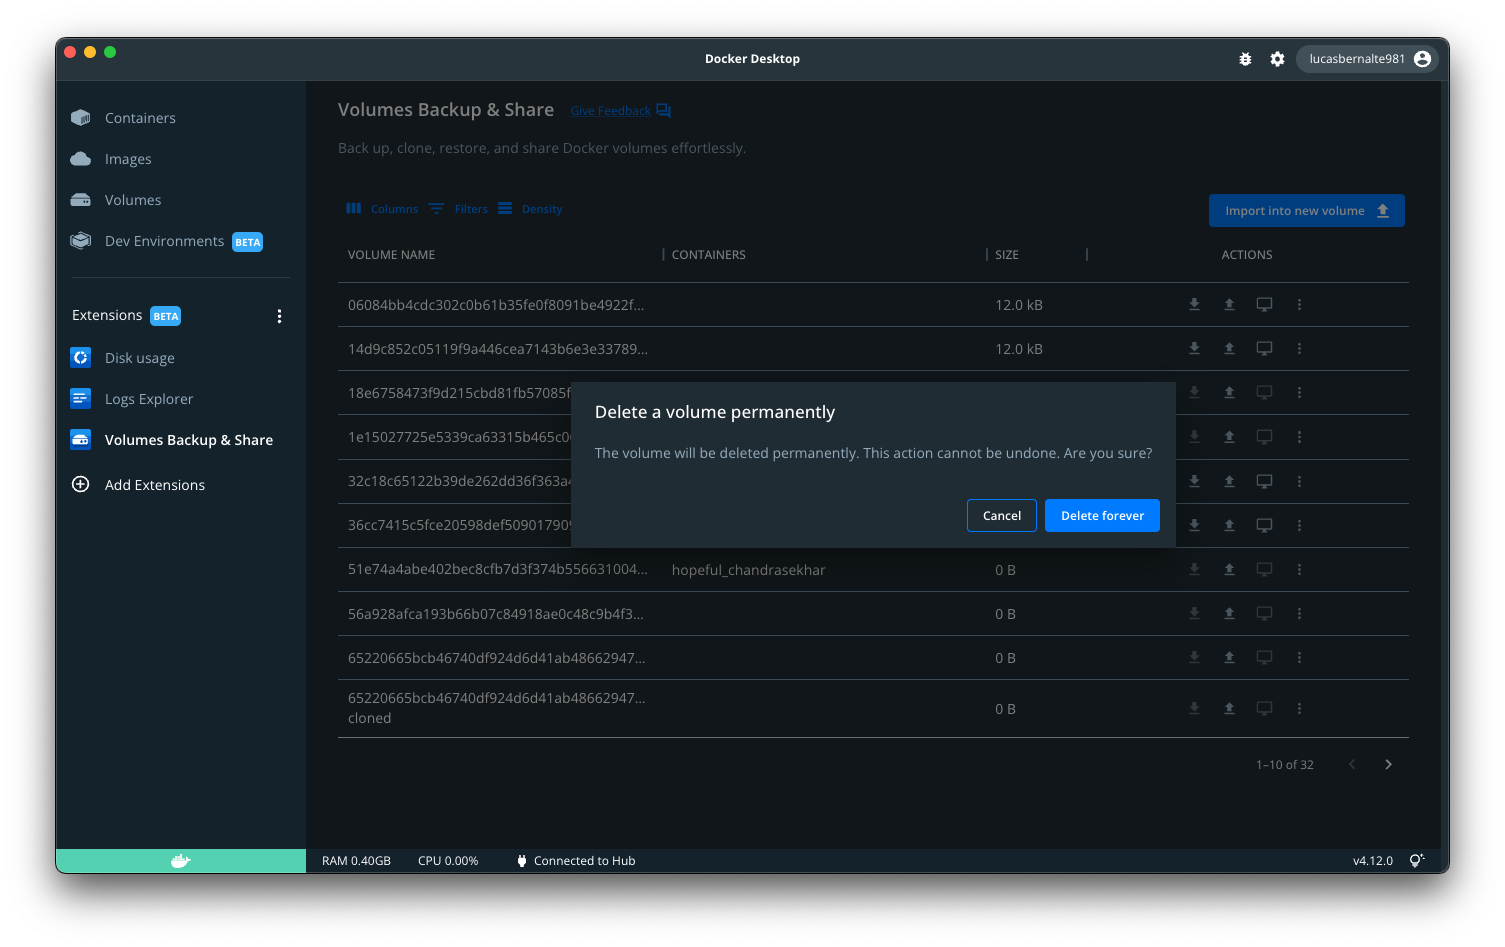 Docker Desktop
lucasbernalte981
Containers
Images
Volumes
Dev Environments BETA
Extensions BETA
Disk usage
Logs Explorer
Volumes Backup & Share
Add Extensions
Volumes Backup & Share Give Feedback
Back up, clone, restore, and share Docker volumes effortlessly.
Columns Filters Density
Import into new volume
VOLUME NAME CONTAINERS SIZE ACTIONS
06084bb4cdc302c0b61b35fe0f8091be4922f... 12.0 kB
14d9c852c05119f9a446cea7143b6e3e33789... 12.0 kB
18e6758473f9d215cbd81fb57085f
1e15027725e5339ca63315b465c0
32c18c65122b39de262dd36f363a4
36cc7415c5fce20598def50901790
51e74a4abe402bec8cfb7d3f374b556631004... hopeful_chandrasekhar 0 B
56a928afca193b66b07c84918ae0c48c9b4f3... 0 B
65220665bcb46740df924d6d41ab48662947... 0 B
65220665bcb46740df924d6d41ab48662947...
cloned 0 B
1–10 of 32
Delete a volume permanently
The volume will be deleted permanently. This action cannot be undone. Are you sure?
Cancel Delete forever
RAM 0.40GB CPU 0.00% Connected to Hub v4.12.0